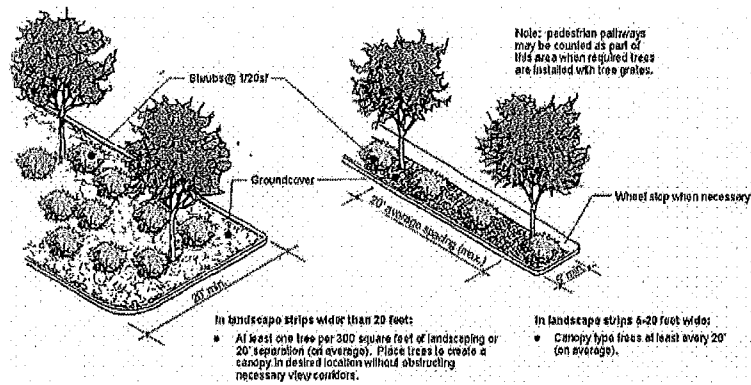 Note: pedestrian pathways
may be counted as part of
this area when required trees
are installed with tree grates.
Shrubs@ 1/20sf
Groundcover
Wheel stop when necessary
20' average spacing (max.)
20' min.
min.
In landscape strips wider than 20 feet:
• At least one tree per 300 square feet of landscaping or
20' separation (on average). Place trees to create a
canopy in desired location without obstructing
necessary view corridors.
In landscape strips 6-20 foot wide:
• Canopy type trees at least every 20'
(on average).